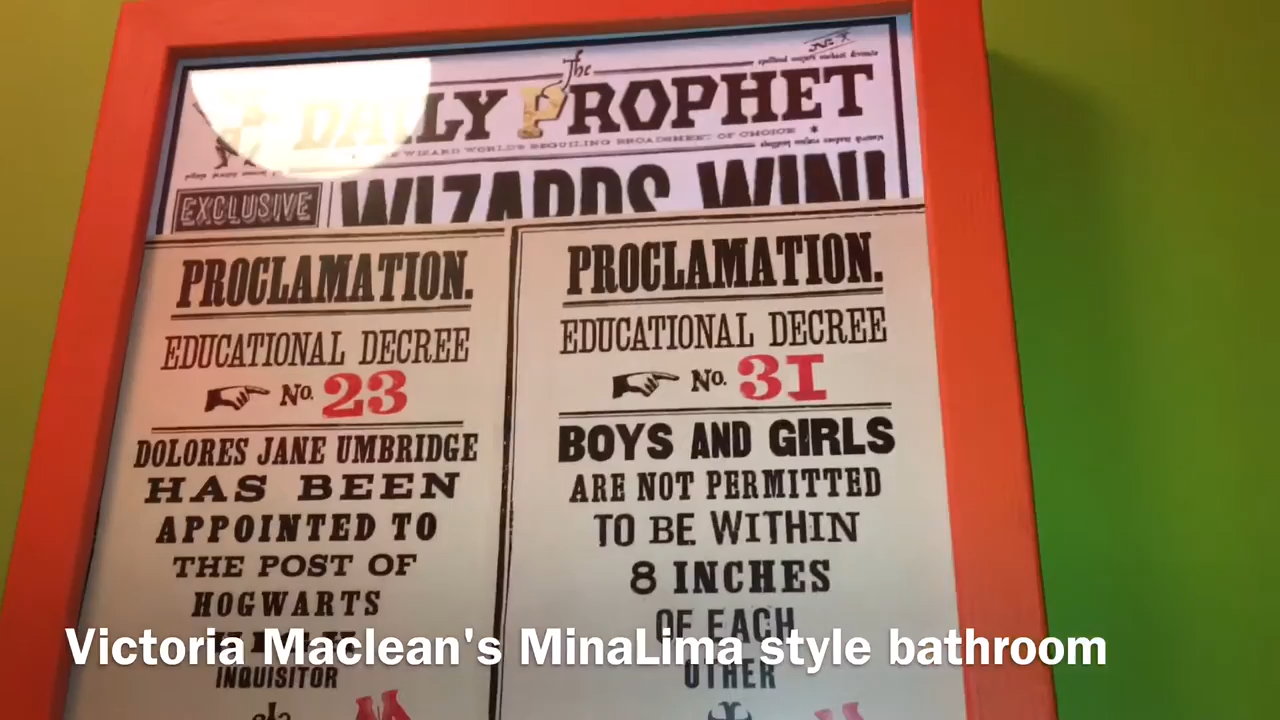 The
DAILY PROPHET
WIZARD WORLD'S BEGUILING BROADSHEET OF CHOICE
EXCLUSIVE
WIZARDS WIN!
PROCLAMATION.
EDUCATIONAL DECREE
No. 23
DOLORES JANE UMBRIDGE
HAS BEEN
APPOINTED TO
THE POST OF
HOGWARTS
INQUISITOR
PROCLAMATION.
EDUCATIONAL DECREE
No. 31
BOYS AND GIRLS
ARE NOT PERMITTED
TO BE WITHIN
8 INCHES
OF EACH
OTHER
Victoria Maclean's MinaLima style bathroom